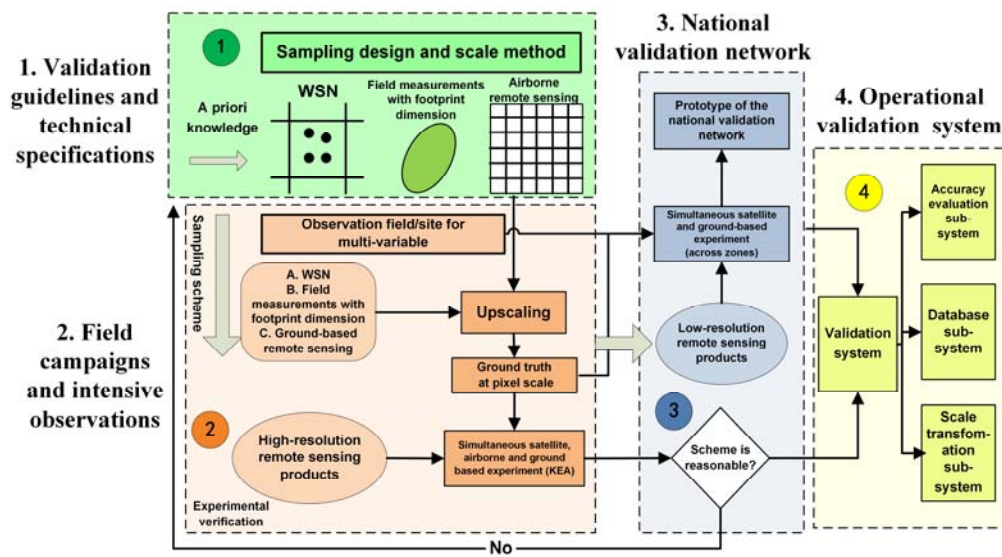 1. Validation
guidelines and
technical
specifications
1
Sampling design and scale method
A priori
knowledge
WSN
Field measurements
with footprint
dimension
Airborne
remote sensing
2. Field
campaigns
and intensive
observations
Sampling scheme
Observation field/site for
multi-variable
A. WSN
B. Field
measurements with
footprint dimension
C. Ground-based
remote sensing
Upscaling
Ground truth
at pixel scale
2
High-resolution
remote sensing
products
Simultaneous satellite,
airborne and ground
based experiment (KEA)
Experimental
verification
3. National
validation network
Prototype of the
national validation
network
Simultaneous satellite
and ground-based
experiment
(across zones)
Low-resolution
remote sensing
products
3
Scheme is
reasonable?
No
4. Operational
validation system
4
Validation
system
Accuracy
evaluation sub-
system
Database
sub-
system
Scale
transfom-
ation sub-
system